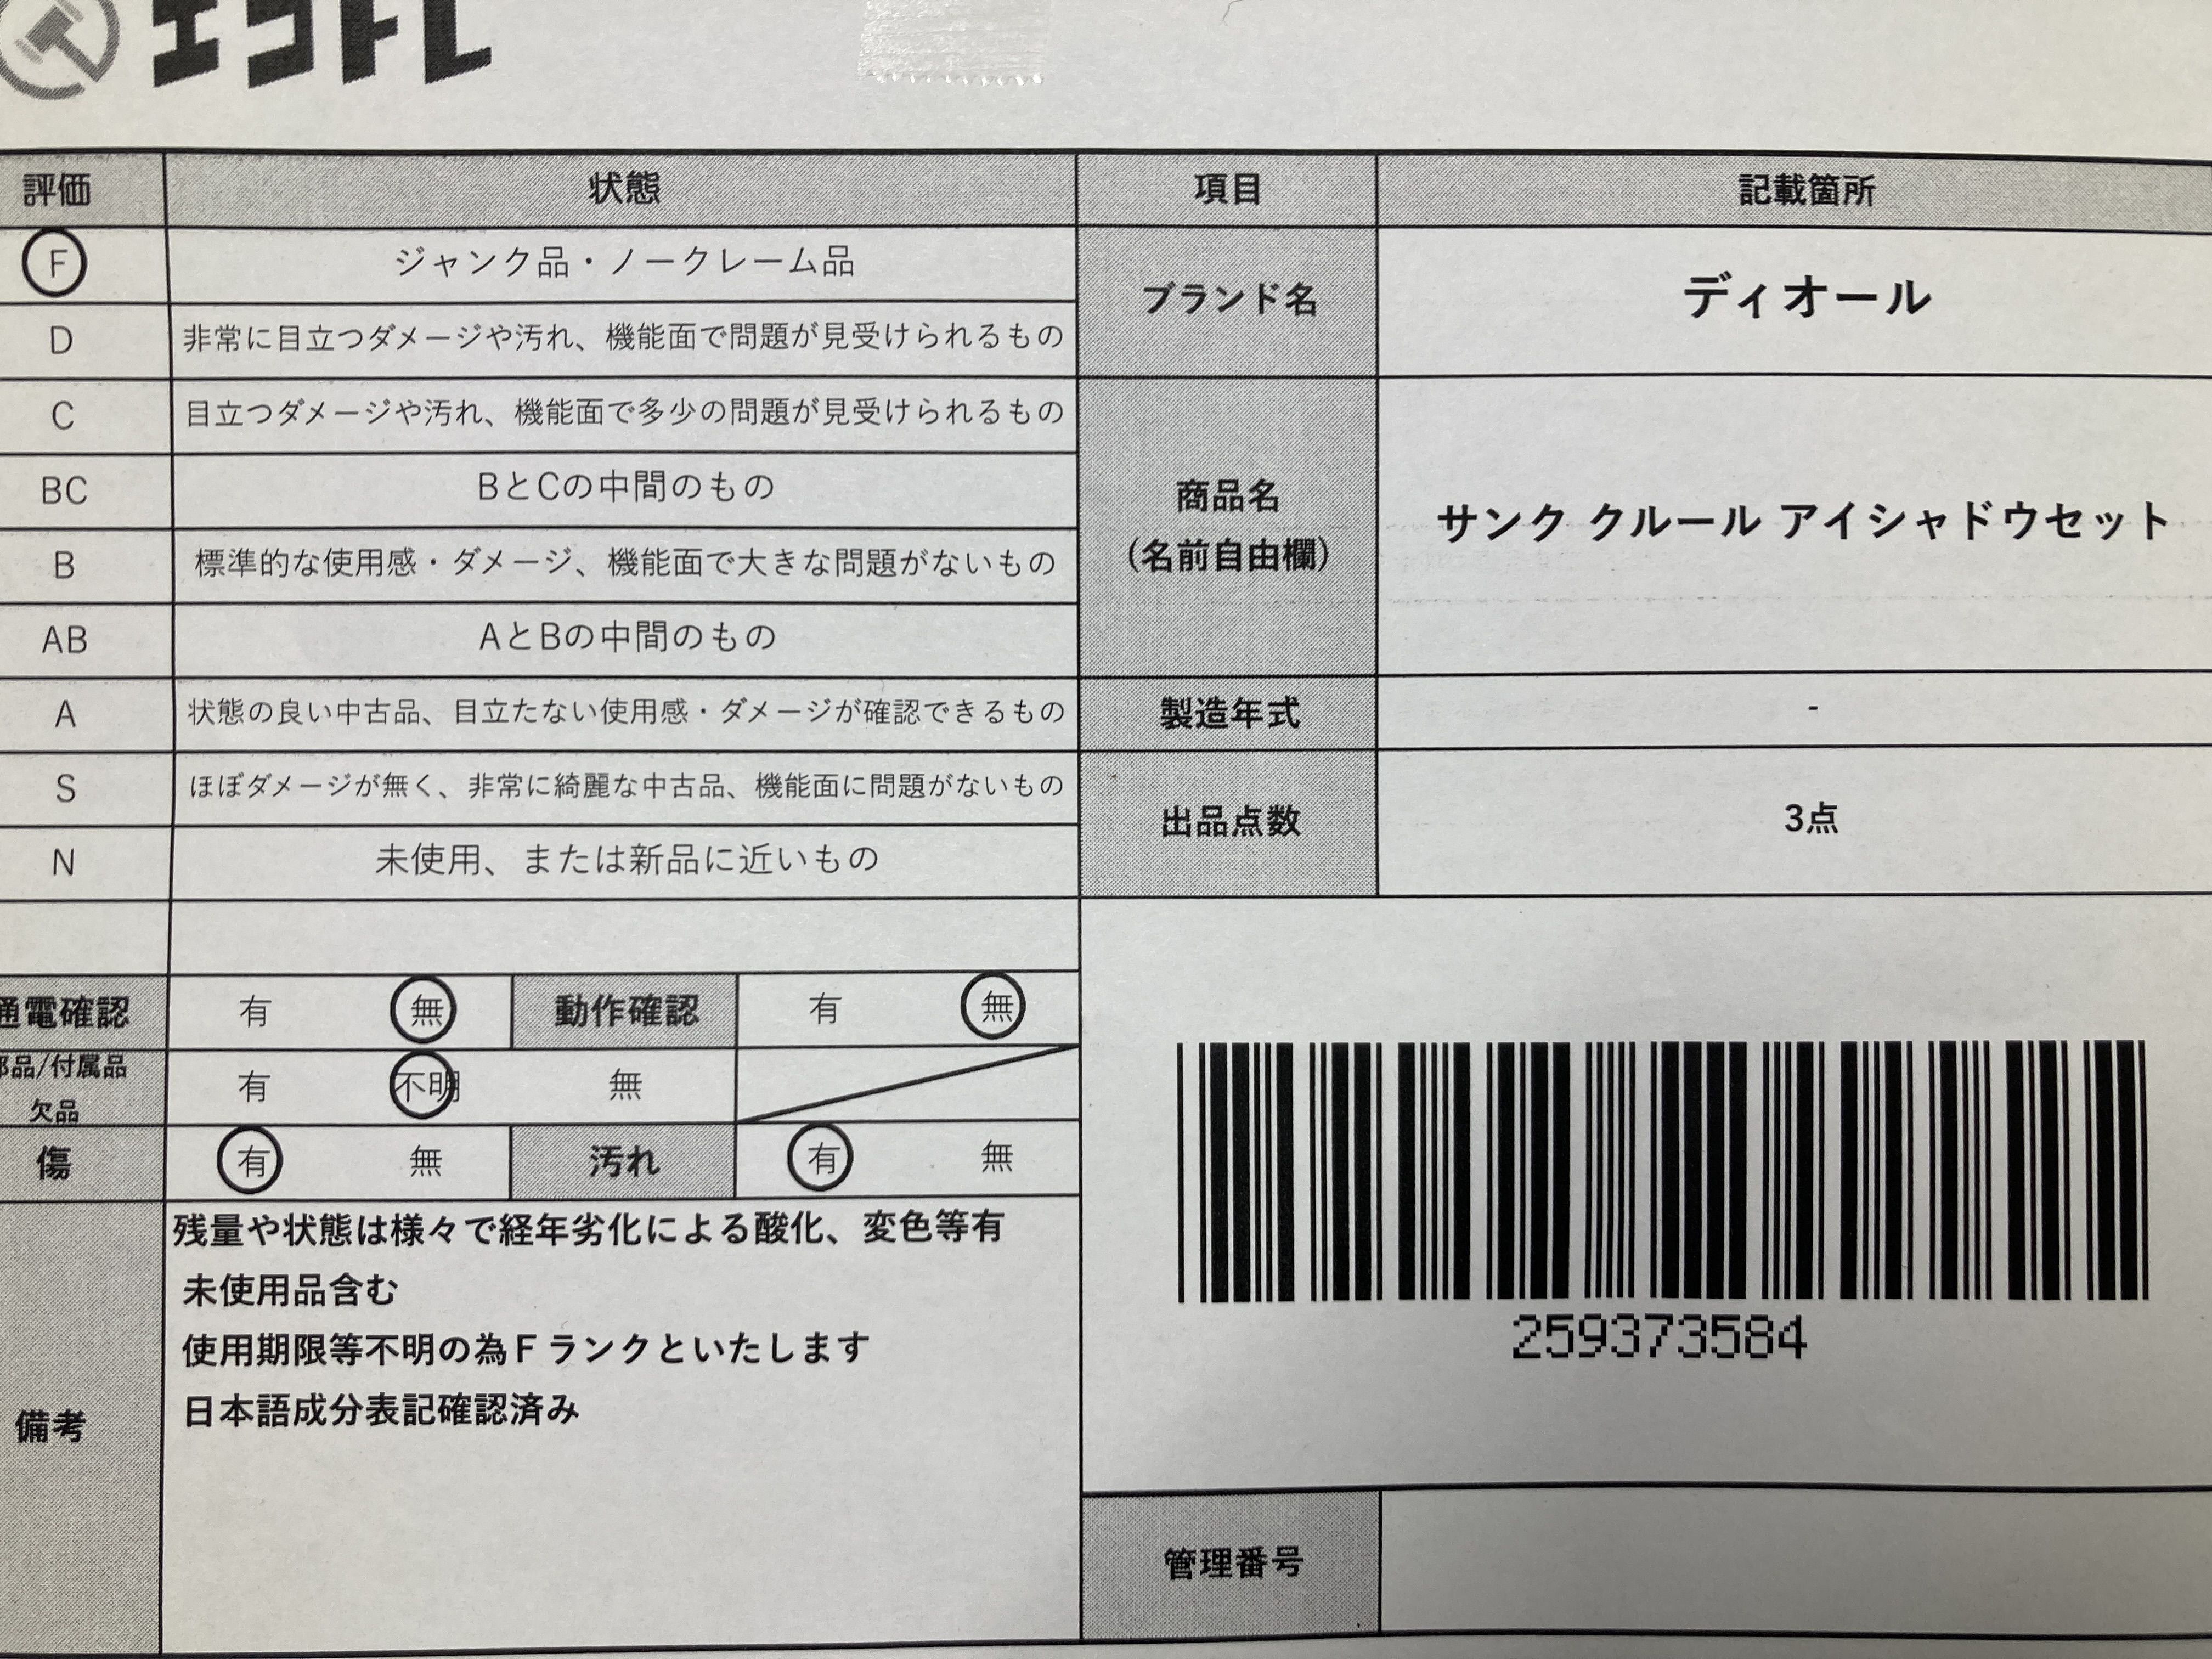 エコトレ
評価 状態 項目 記載箇所
F ジャンク品・ノークレーム品
ブランド名 ディオール
D 非常に目立つダメージや汚れ、機能面で問題が見受けられるもの
C 目立つダメージや汚れ、機能面で多少の問題が見受けられるもの
BC BとCの中間のもの
商品名
(名前自由欄)
サンク クルール アイシャドウセット
B 標準的な使用感・ダメージ、機能面で大きな問題がないもの
AB AとBの中間のもの
A 状態の良い中古品、目立たない使用感・ダメージが確認できるもの
製造年式 -
S ほぼダメージが無く、非常に綺麗な中古品、機能面に問題がないもの
出品点数 3点
N 未使用、または新品に近いもの
通電確認 有 無 動作確認 有 無
部品/付属品
欠品
有 不明 無
傷 有 無 汚れ 有 無
備考
残量や状態は様々で経年劣化による酸化、変色等有
未使用品含む
使用期限等不明の為Fランクといたします
日本語成分表記確認済み
259373584
管理番号